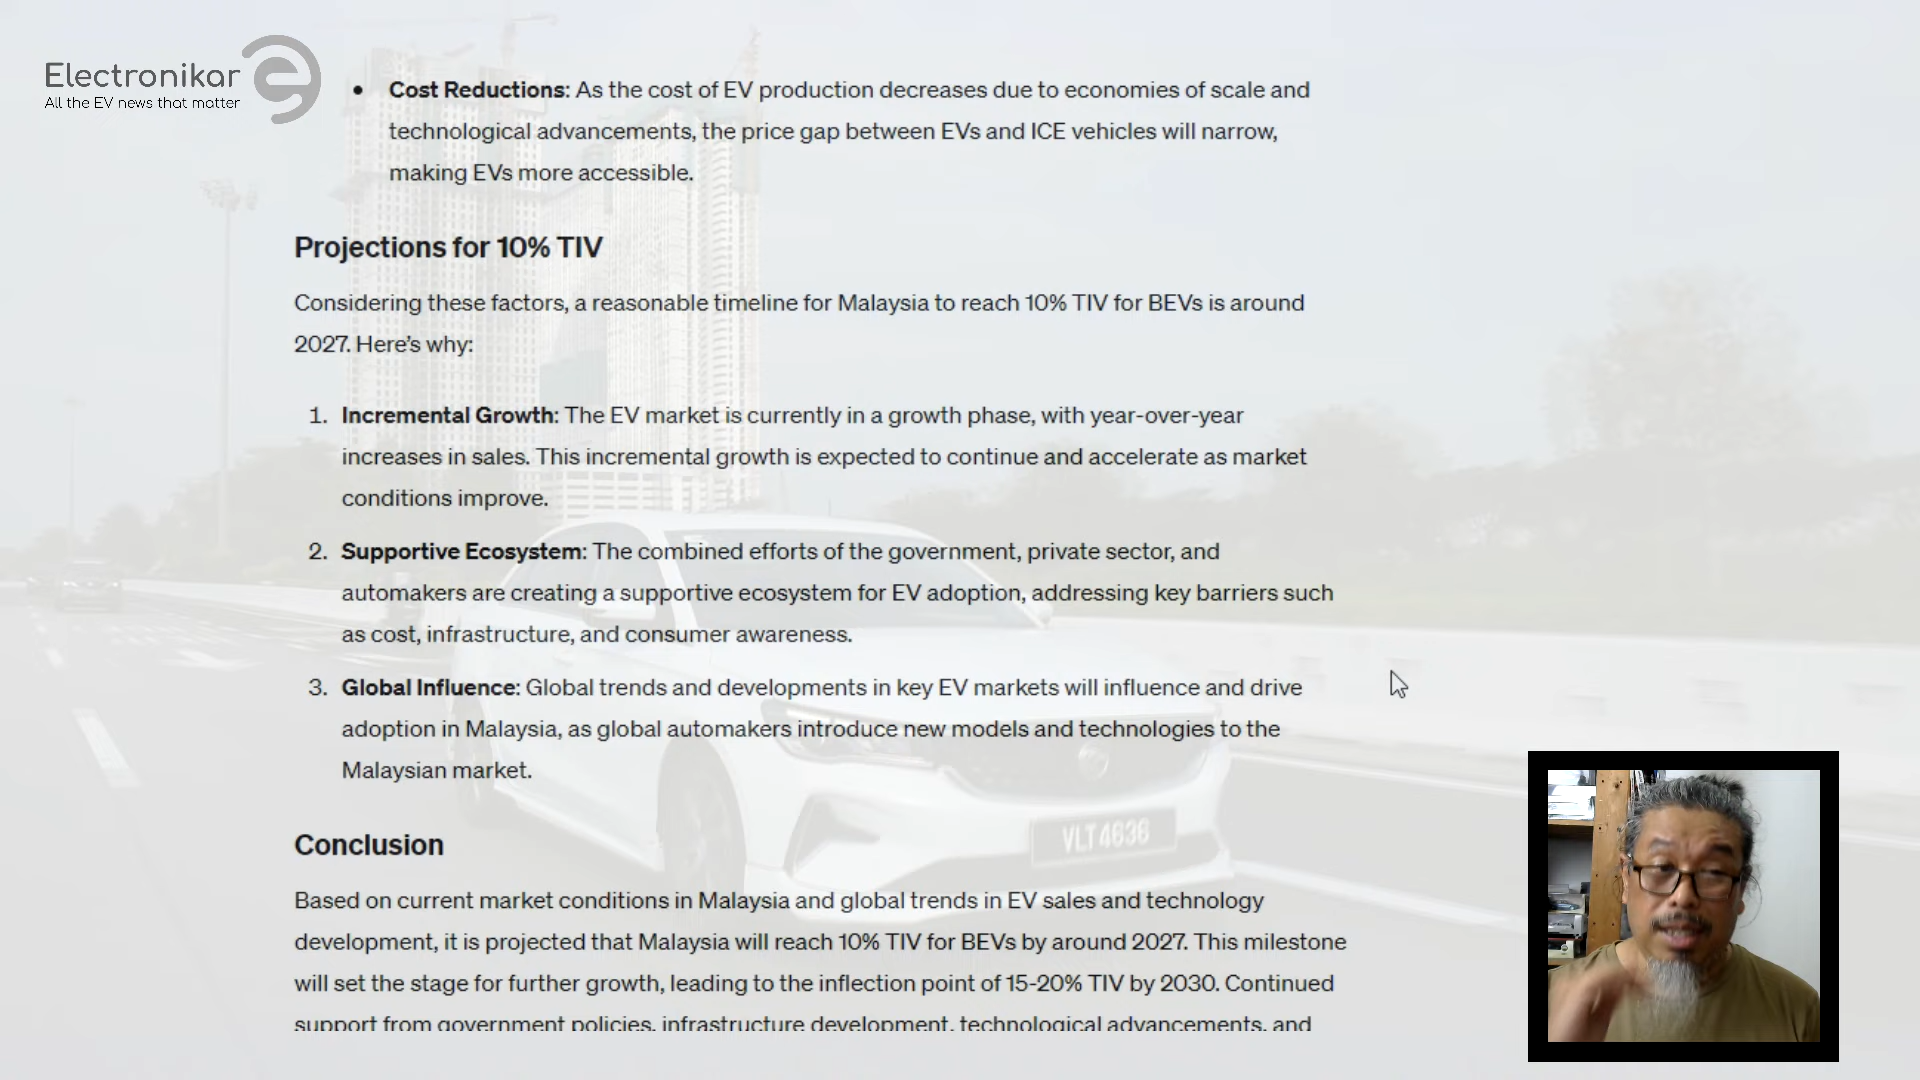 Electronikar
All the EV news that matter
• Cost Reductions: As the cost of EV production decreases due to economies of scale and
technological advancements, the price gap between EVs and ICE vehicles will narrow,
making EVs more accessible.
Projections for 10% TIV
Considering these factors, a reasonable timeline for Malaysia to reach 10% TIV for BEVs is around
2027. Here's why:
1. Incremental Growth: The EV market is currently in a growth phase, with year-over-year
increases in sales. This incremental growth is expected to continue and accelerate as market
conditions improve.
2. Supportive Ecosystem: The combined efforts of the government, private sector, and
automakers are creating a supportive ecosystem for EV adoption, addressing key barriers such
as cost, infrastructure, and consumer awareness.
3. Global Influence: Global trends and developments in key EV markets will influence and drive
adoption in Malaysia, as global automakers introduce new models and technologies to the
Malaysian market.
VLT 4636
Conclusion
Based on current market conditions in Malaysia and global trends in EV sales and technology
development, it is projected that Malaysia will reach 10% TIV for BEVs by around 2027. This milestone
will set the stage for further growth, leading to the inflection point of 15-20% TIV by 2030. Continued
support from government policies, infrastructure development, technological advancements, and